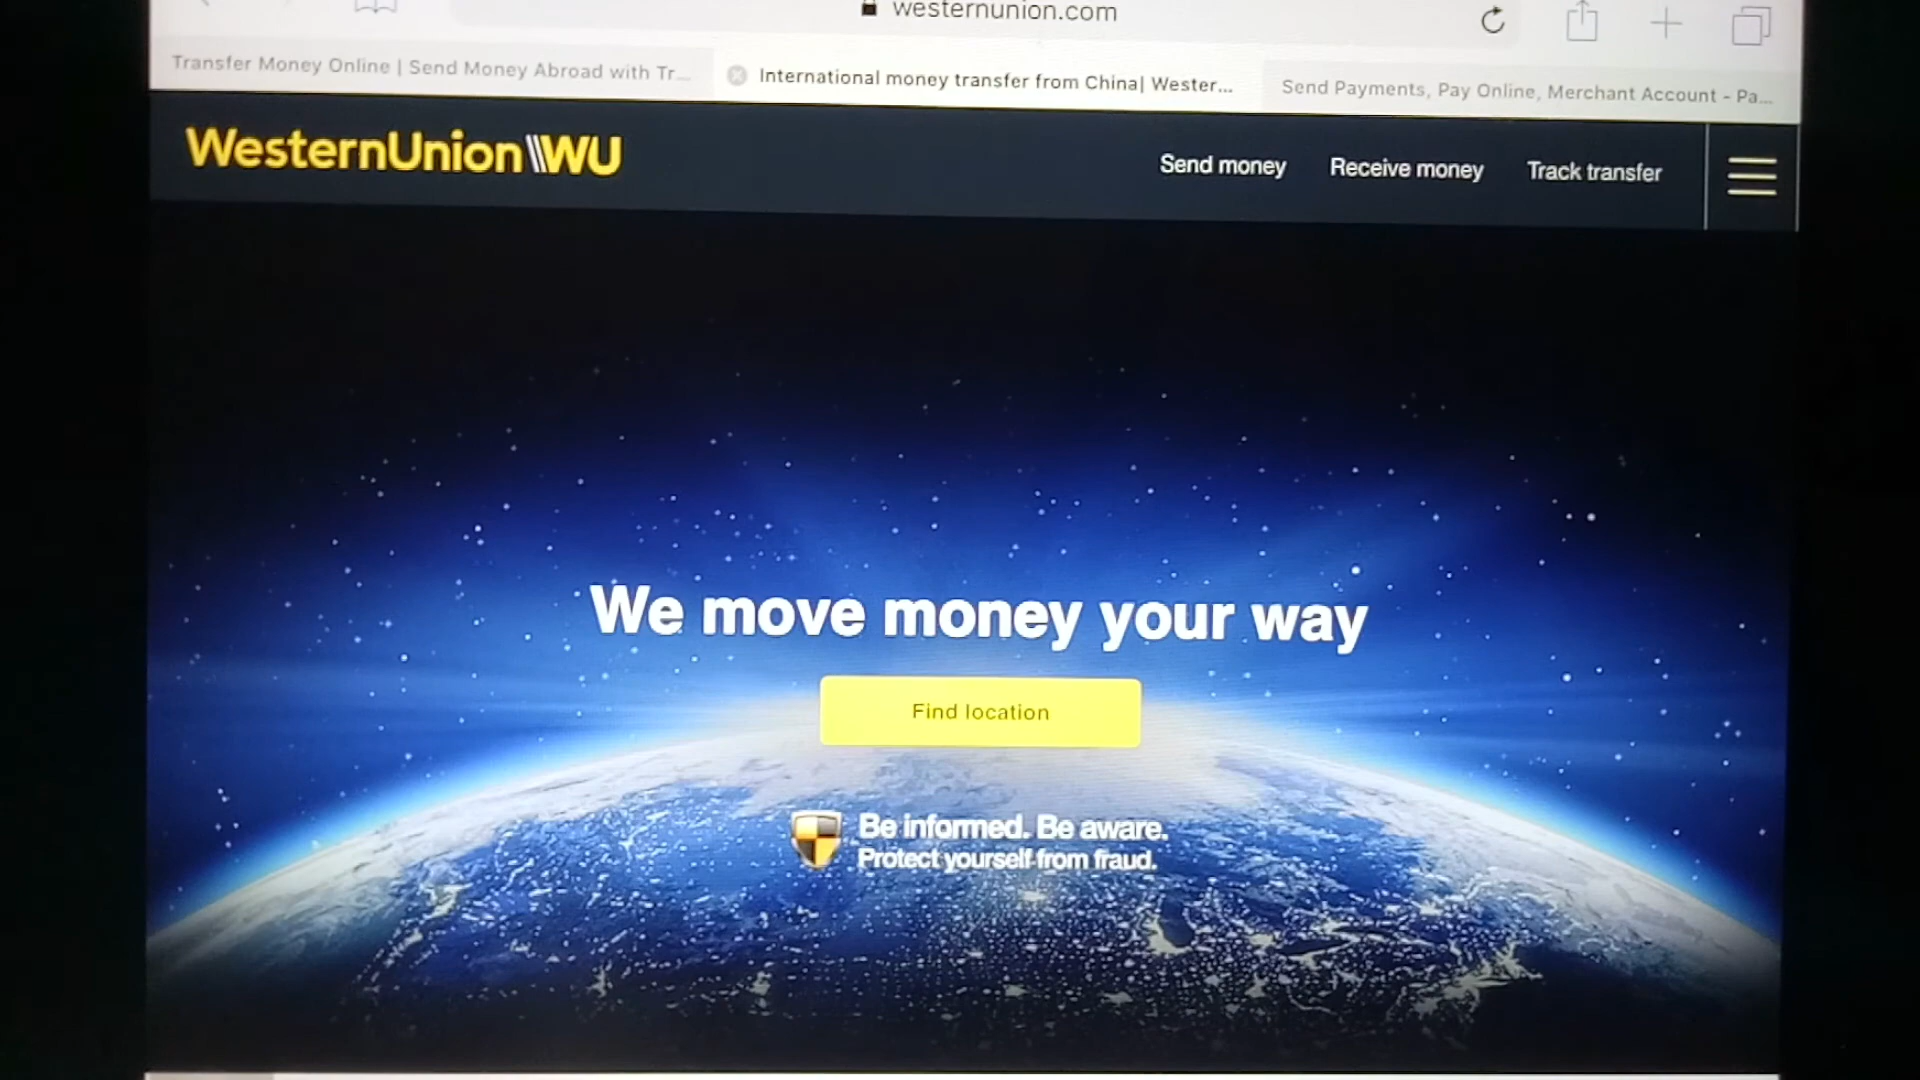 westernunion.com
Transfer Money Online | Send Money Abroad with Tr...
International money transfer from China| Wester...
Send Payments, Pay Online, Merchant Account - Pa...
WesternUnion WU
Send money
Receive money
Track transfer
We move money your way
Find location
Be informed. Be aware.
Protect yourself from fraud.